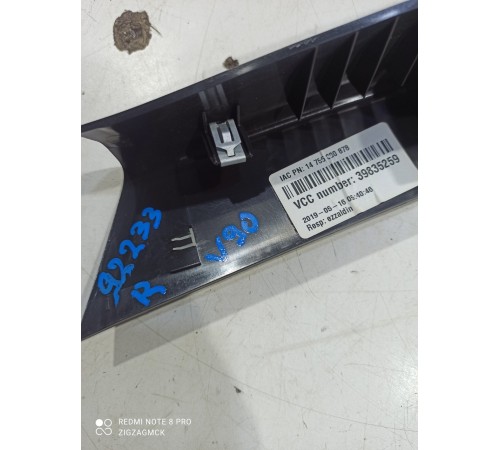 IAC PN: 14 755 200 878
VCC number: 39835259
2019-05-16 05:40:46
Resp: ezzaldin
92233
R
V90
REDMI NOTE 8 PRO
ZIGZAGMCK